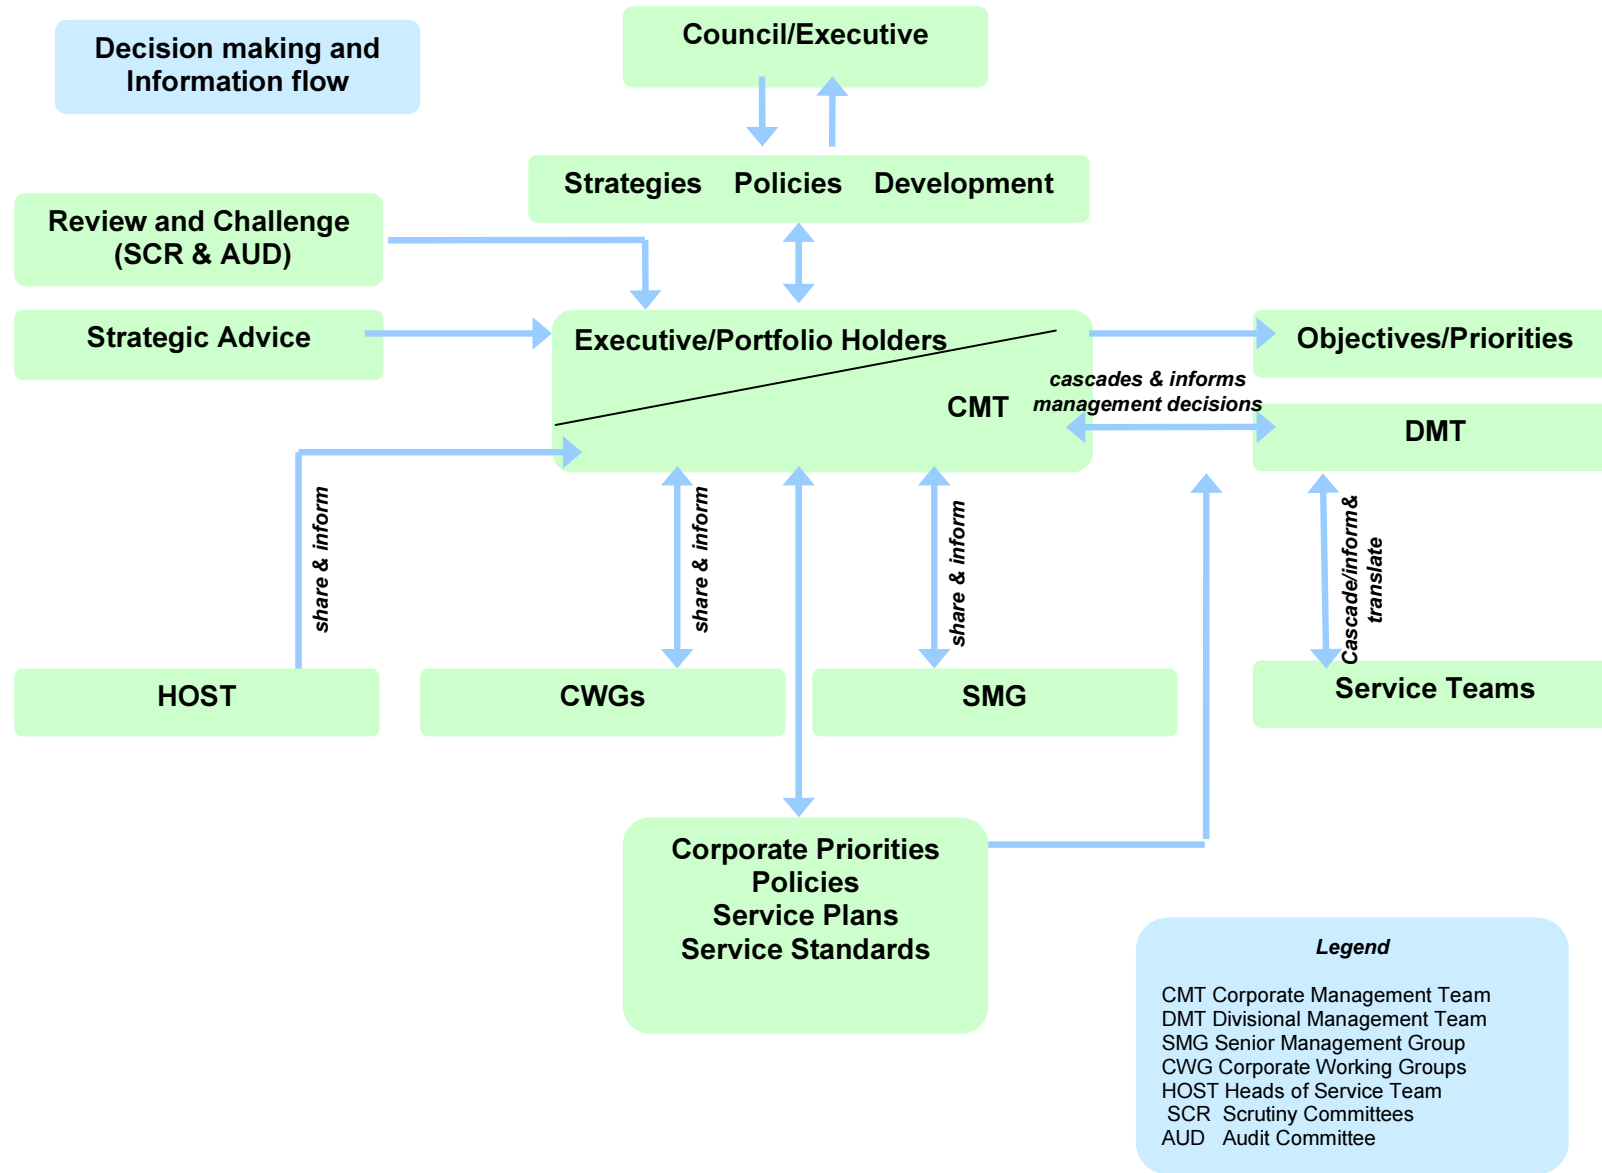 Decision making and
Information flow
Council/Executive
Strategies Policies Development
Review and Challenge
(SCR & AUD)
Strategic Advice
Executive/Portfolio Holders
CMT
Objectives/Priorities
cascades & informs
management decisions
DMT
share & inform
share & inform
share & inform
Cascade/inform&
translate
HOST
CWGs
SMG
Service Teams
Corporate Priorities
Policies
Service Plans
Service Standards
Legend
CMT Corporate Management Team
DMT Divisional Management Team
SMG Senior Management Group
CWG Corporate Working Groups
HOST Heads of Service Team
SCR Scrutiny Committees
AUD Audit Committee